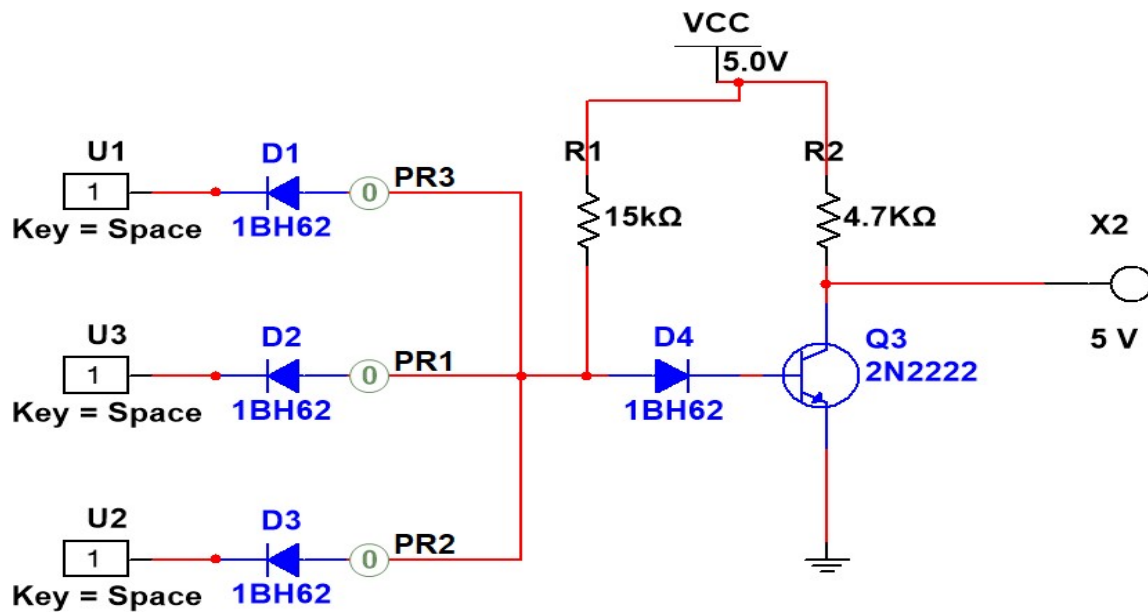 VCC
5.0V
U1
1
Key = Space
D1
1BH62
0
PR3
R1
15kΩ
R2
4.7KΩ
X2
5 V
U3
1
Key = Space
D2
1BH62
0
PR1
D4
1BH62
Q3
2N2222
U2
1
Key = Space
D3
1BH62
0
PR2